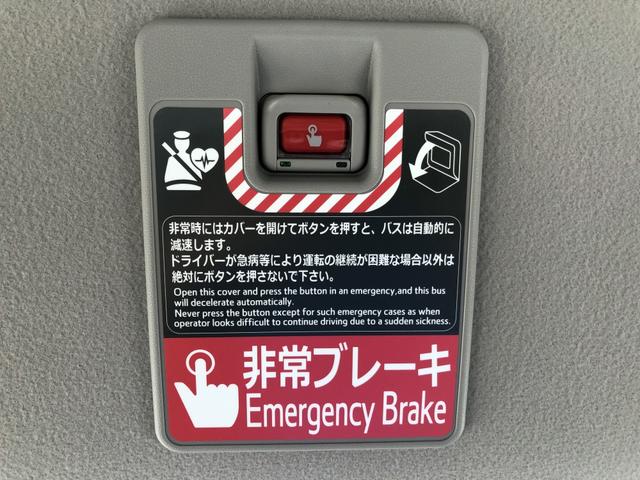 非常時にはカバーを開けてボタンを押すと、バスは自動的に
減速します。
ドライバーが急病等により運転の継続が困難な場合以外は
絶対にボタンを押さないで下さい。
Open this cover and press the button in an emergency,and this bus
will decelerate automatically.
Never press the button except for such emergency cases as when
operator looks difficult to continue driving due to a sudden sickness.
非常ブレーキ
Emergency Brake